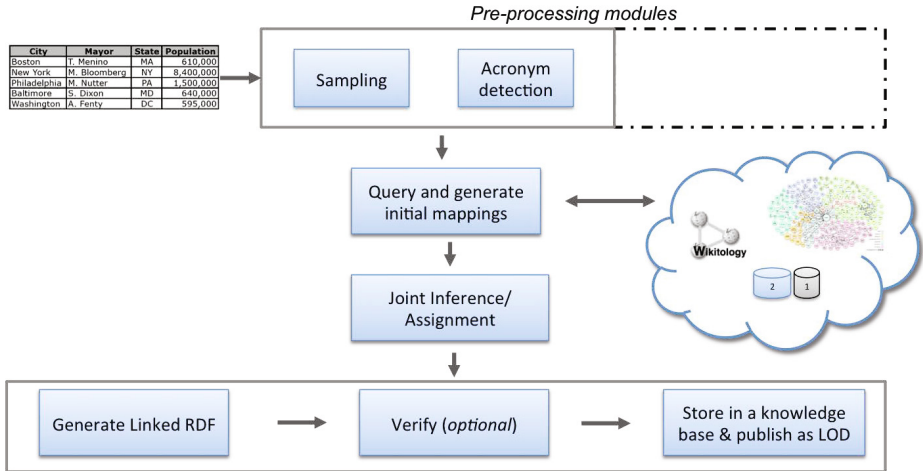 Pre-processing modules
City Mayor State Population
Boston T. Menino MA 610,000
New York M. Bloomberg NY 8,400,000
Philadelphia M. Nutter PA 1,500,000
Baltimore S. Dixon MD 640,000
Washington A. Fenty DC 595,000
Sampling
Acronym
detection
Query and generate
initial mappings
Wikitology
2 1
Joint Inference/
Assignment
Generate Linked RDF
Verify (optional)
Store in a knowledge
base & publish as LOD